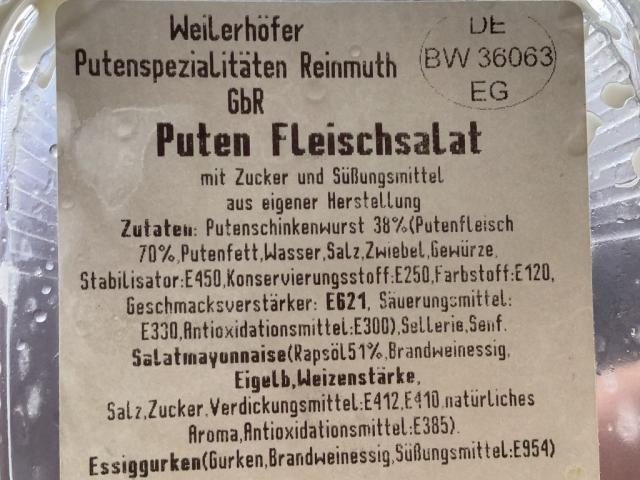 Weilerhöfer
Putenspezialitäten Reinmuth
GbR
DE
BW 36063
EG
Puten Fleischsalat
mit Zucker und Süßungsmittel
aus eigener Herstellung
Zutaten: Putenschinkenwurst 38%(Putenfleisch
70%,Putenfett,Wasser,Salz,Zwiebel,Gewürze,
Stabilisator:E450,Konservierungsstoff:E250,Farbstoff:E120,
Geschmacksverstärker: E621, Säuerungsmittel:
E330,Antioxidationsmittel:E300),Sellerie,Senf.
Salatmayonnaise(Rapsöl51%,Brandweinessig,
Eigelb,Weizenstärke,
Salz,Zucker,Verdickungsmittel:E412,E410,natürliches
Aroma,Antioxidationsmittel:E385).
Essiggurken(Gurken,Brandweinessig,Süßungsmittel:E954)